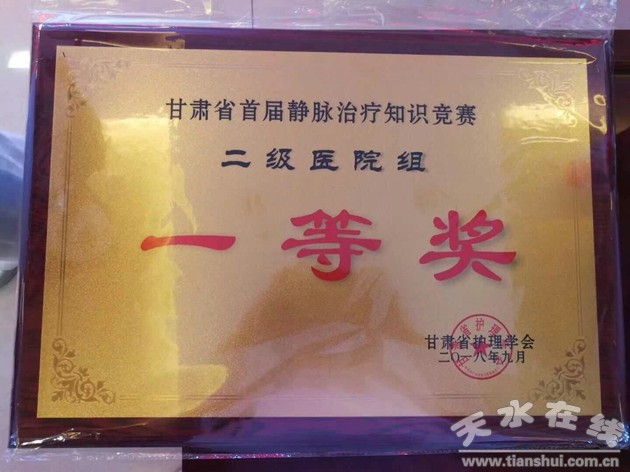 甘肃省首届静脉治疗知识竞赛
二级医院组
一等奖
甘肃省护理学会
二〇一八年九月
天水在线
www.tianshui.com.cn